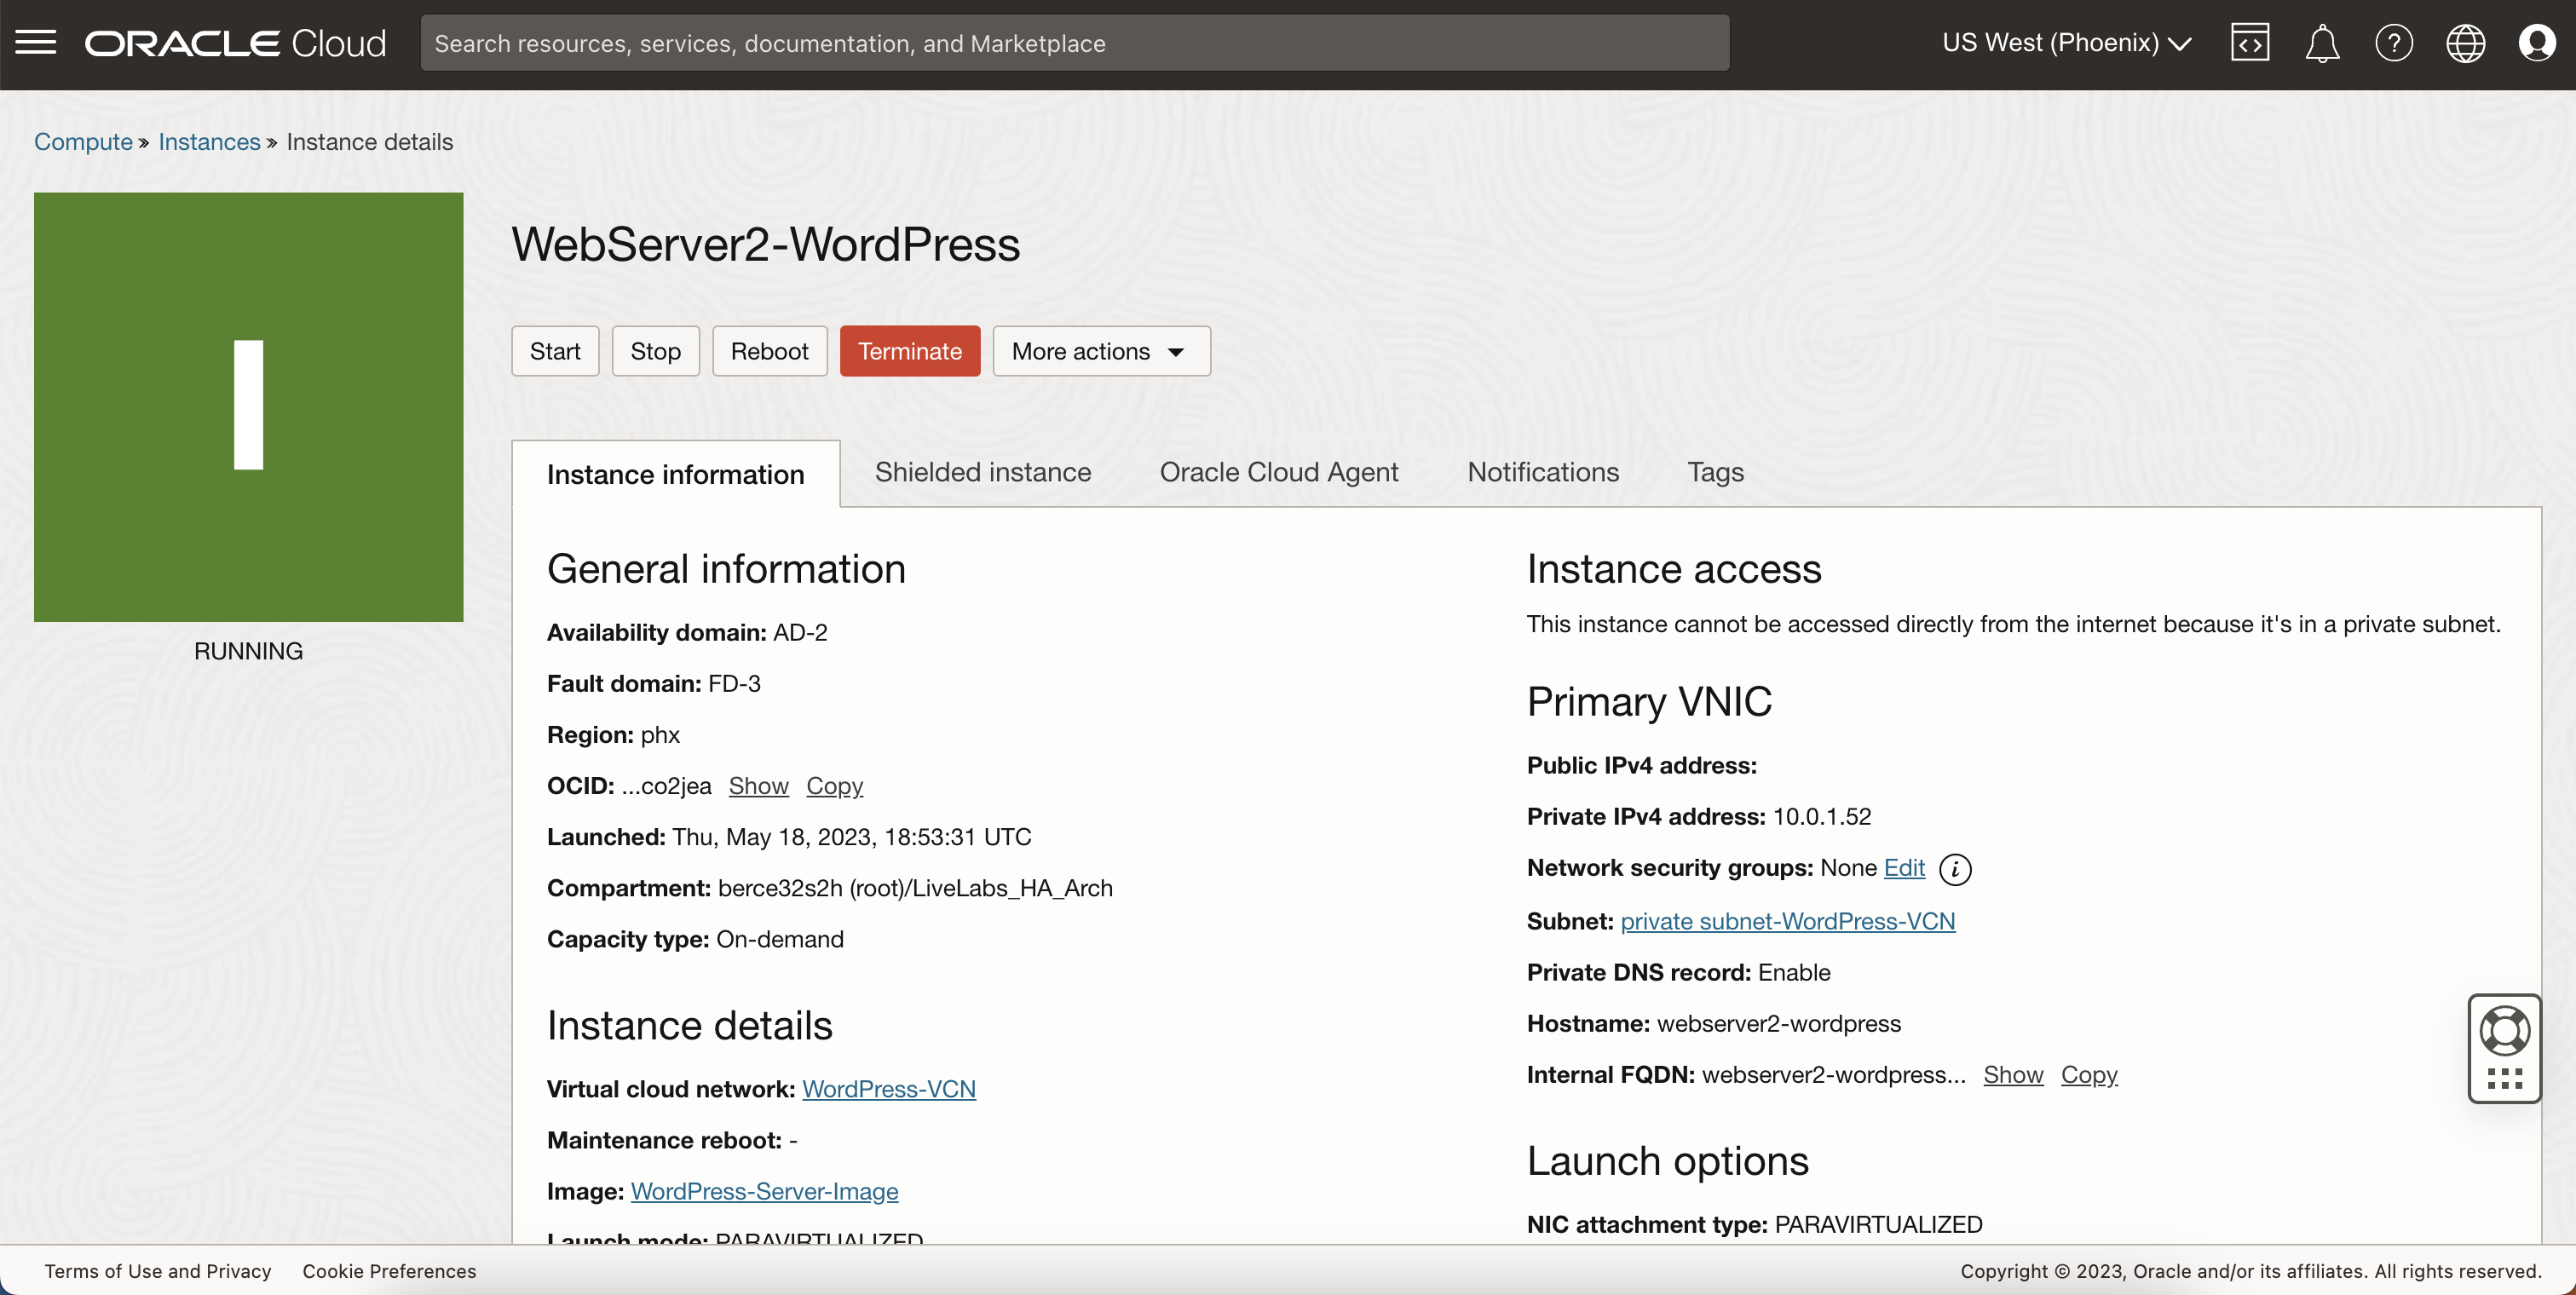 ORACLE Cloud
Search resources, services, documentation, and Marketplace
US West (Phoenix)
Compute » Instances » Instance details
I
RUNNING
WebServer2-WordPress
Start Stop Reboot Terminate More actions
Instance information Shielded instance Oracle Cloud Agent Notifications Tags
General information
Availability domain: AD-2
Fault domain: FD-3
Region: phx
OCID: ...co2jea Show Copy
Launched: Thu, May 18, 2023, 18:53:31 UTC
Compartment: berce32s2h (root)/LiveLabs_HA_Arch
Capacity type: On-demand
Instance details
Virtual cloud network: WordPress-VCN
Maintenance reboot: -
Image: WordPress-Server-Image
Launch mode: PARAVIRTUALIZED
Instance access
This instance cannot be accessed directly from the internet because it's in a private subnet.
Primary VNIC
Public IPv4 address:
Private IPv4 address: 10.0.1.52
Network security groups: None Edit i
Subnet: private subnet-WordPress-VCN
Private DNS record: Enable
Hostname: webserver2-wordpress
Internal FQDN: webserver2-wordpress... Show Copy
Launch options
NIC attachment type: PARAVIRTUALIZED
Terms of Use and Privacy Cookie Preferences
Copyright © 2023, Oracle and/or its affiliates. All rights reserved.